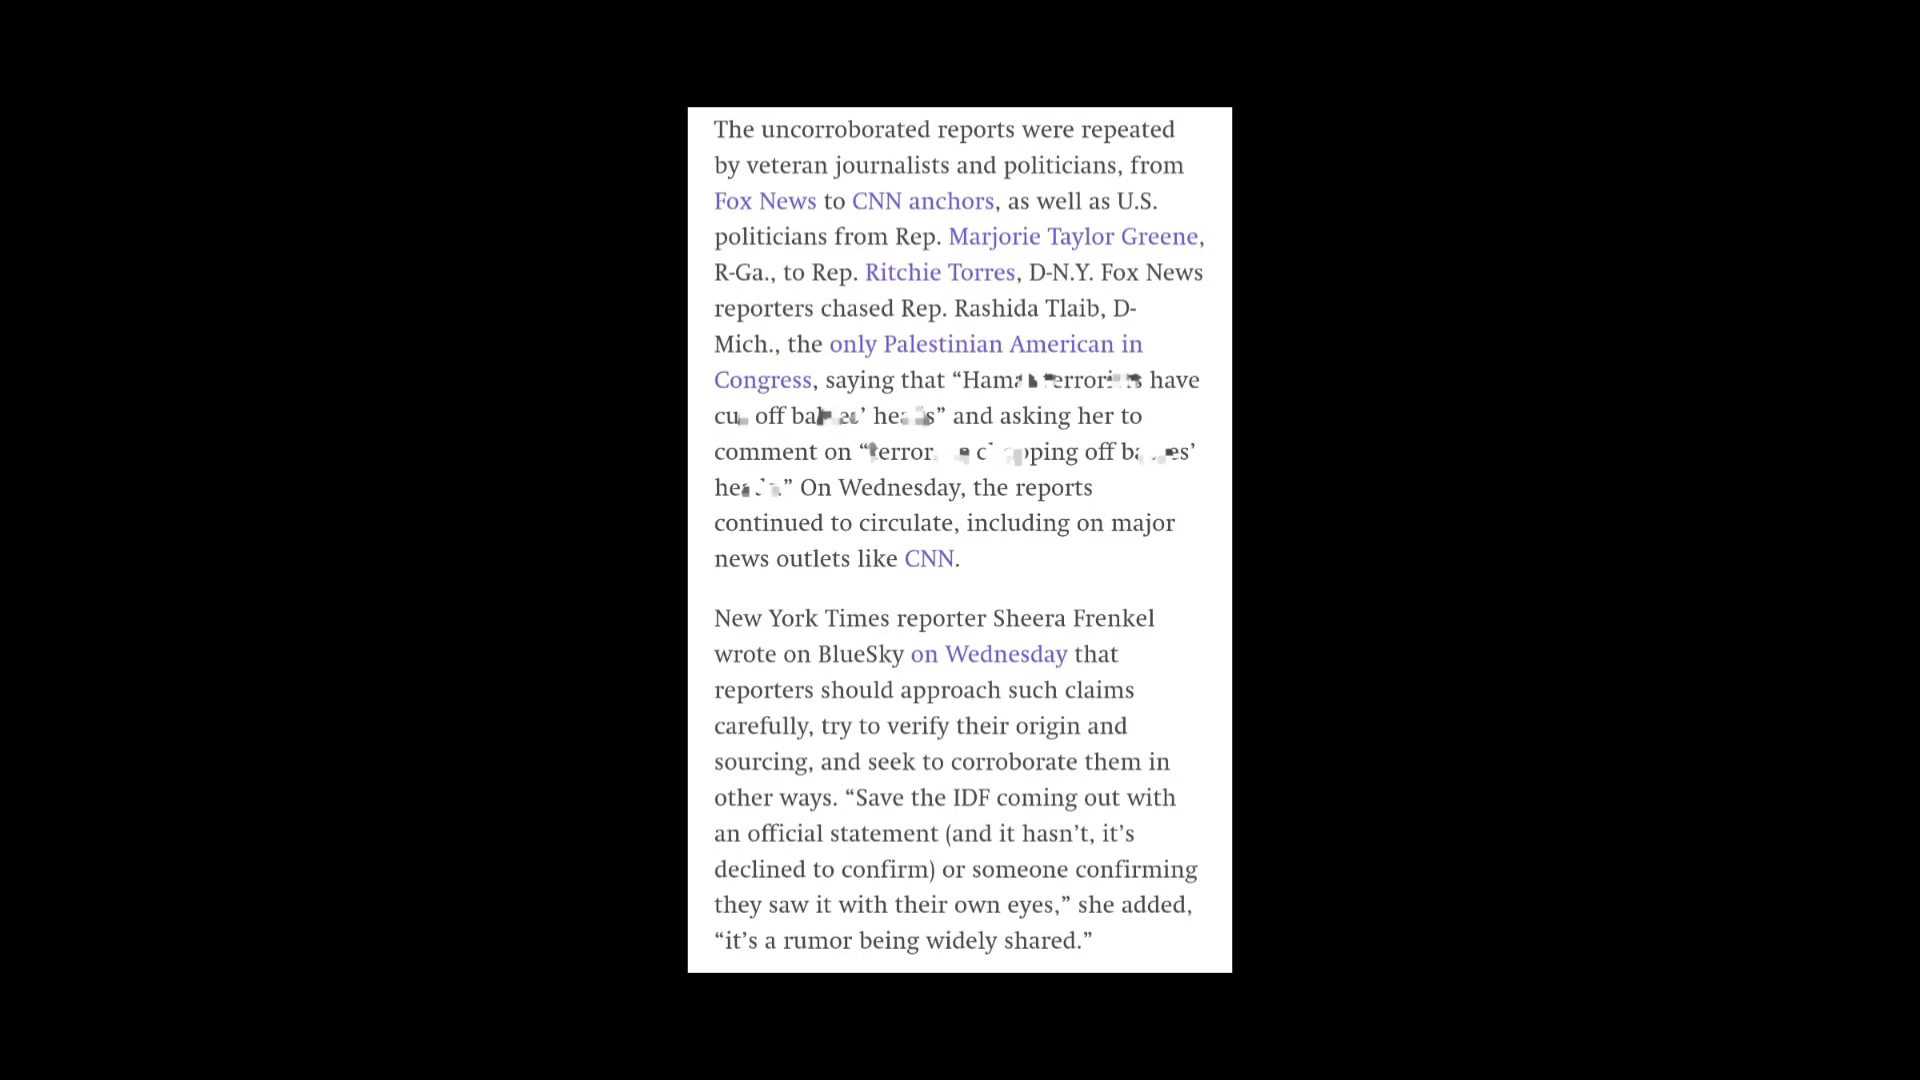 The uncorroborated reports were repeated
by veteran journalists and politicians, from
Fox News to CNN anchors, as well as U.S.
politicians from Rep. Marjorie Taylor Greene,
R-Ga., to Rep. Ritchie Torres, D-N.Y. Fox News
reporters chased Rep. Rashida Tlaib, D-
Mich., the only Palestinian American in
Congress, saying that “ have
off ” and asking her to
comment on “ off
” On Wednesday, the reports
continued to circulate, including on major
news outlets like CNN.
New York Times reporter Sheera Frenkel
wrote on BlueSky on Wednesday that
reporters should approach such claims
carefully, try to verify their origin and
sourcing, and seek to corroborate them in
other ways. “Save the IDF coming out with
an official statement (and it hasn’t, it’s
declined to confirm) or someone confirming
they saw it with their own eyes,” she added,
“it’s a rumor being widely shared.”